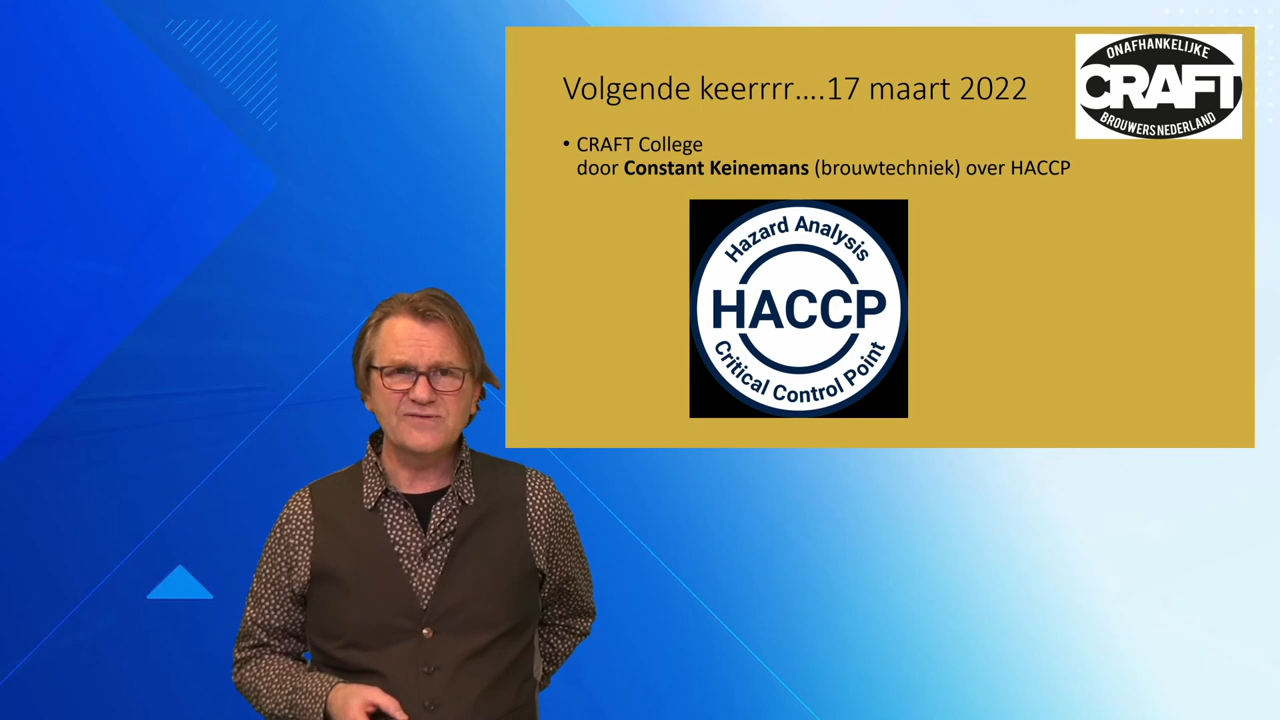 Volgende keerrrr....17 maart 2022
ONAFHANKELIJKE
CRAFT
BROUWERS NEDERLAND
• CRAFT College
door Constant Keinemans (brouwtechniek) over HACCP
Hazard Analysis
HACCP
Critical Control Point